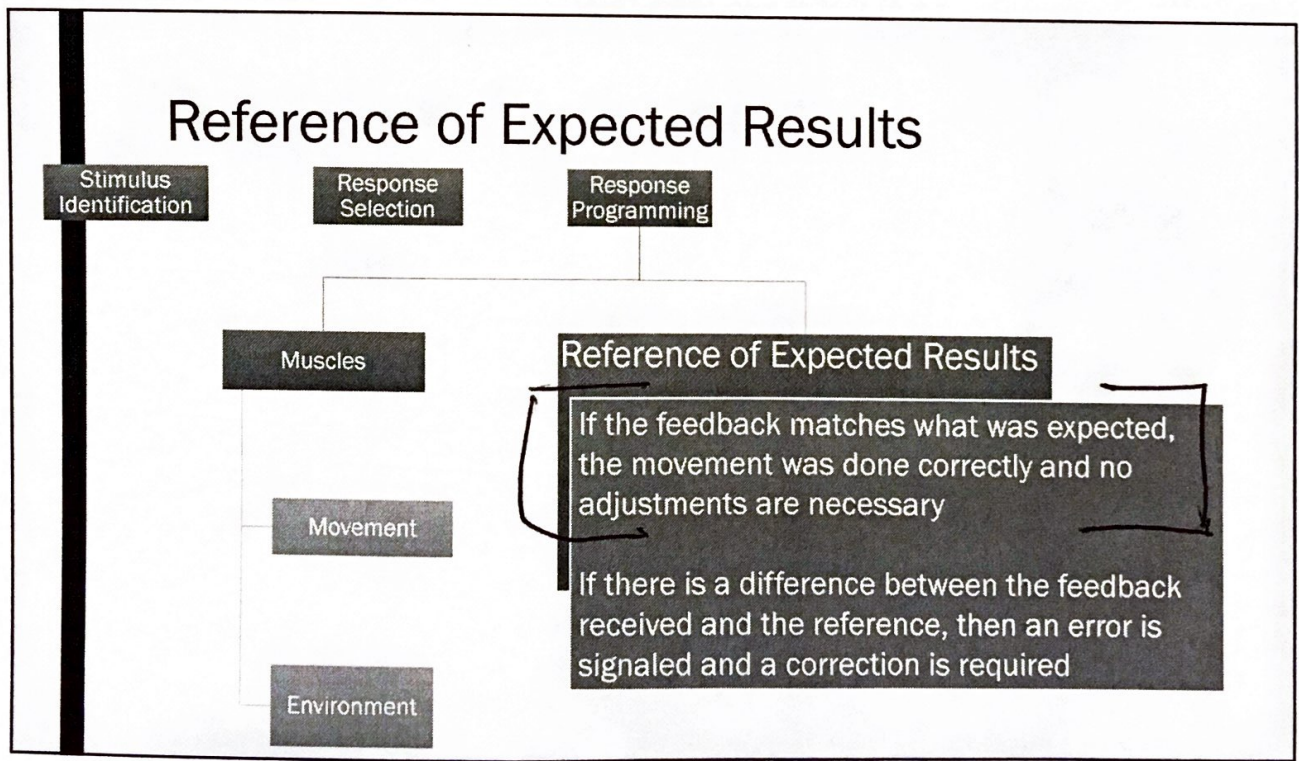 Reference of Expected Results
Stimulus
Identification
Response
Selection
Response
Programming
Muscles
Reference of Expected Results
If the feedback matches what was expected,
the movement was done correctly and no
adjustments are necessary
If there is a difference between the feedback
received and the reference, then an error is
signaled and a correction is required
Movement
Environment